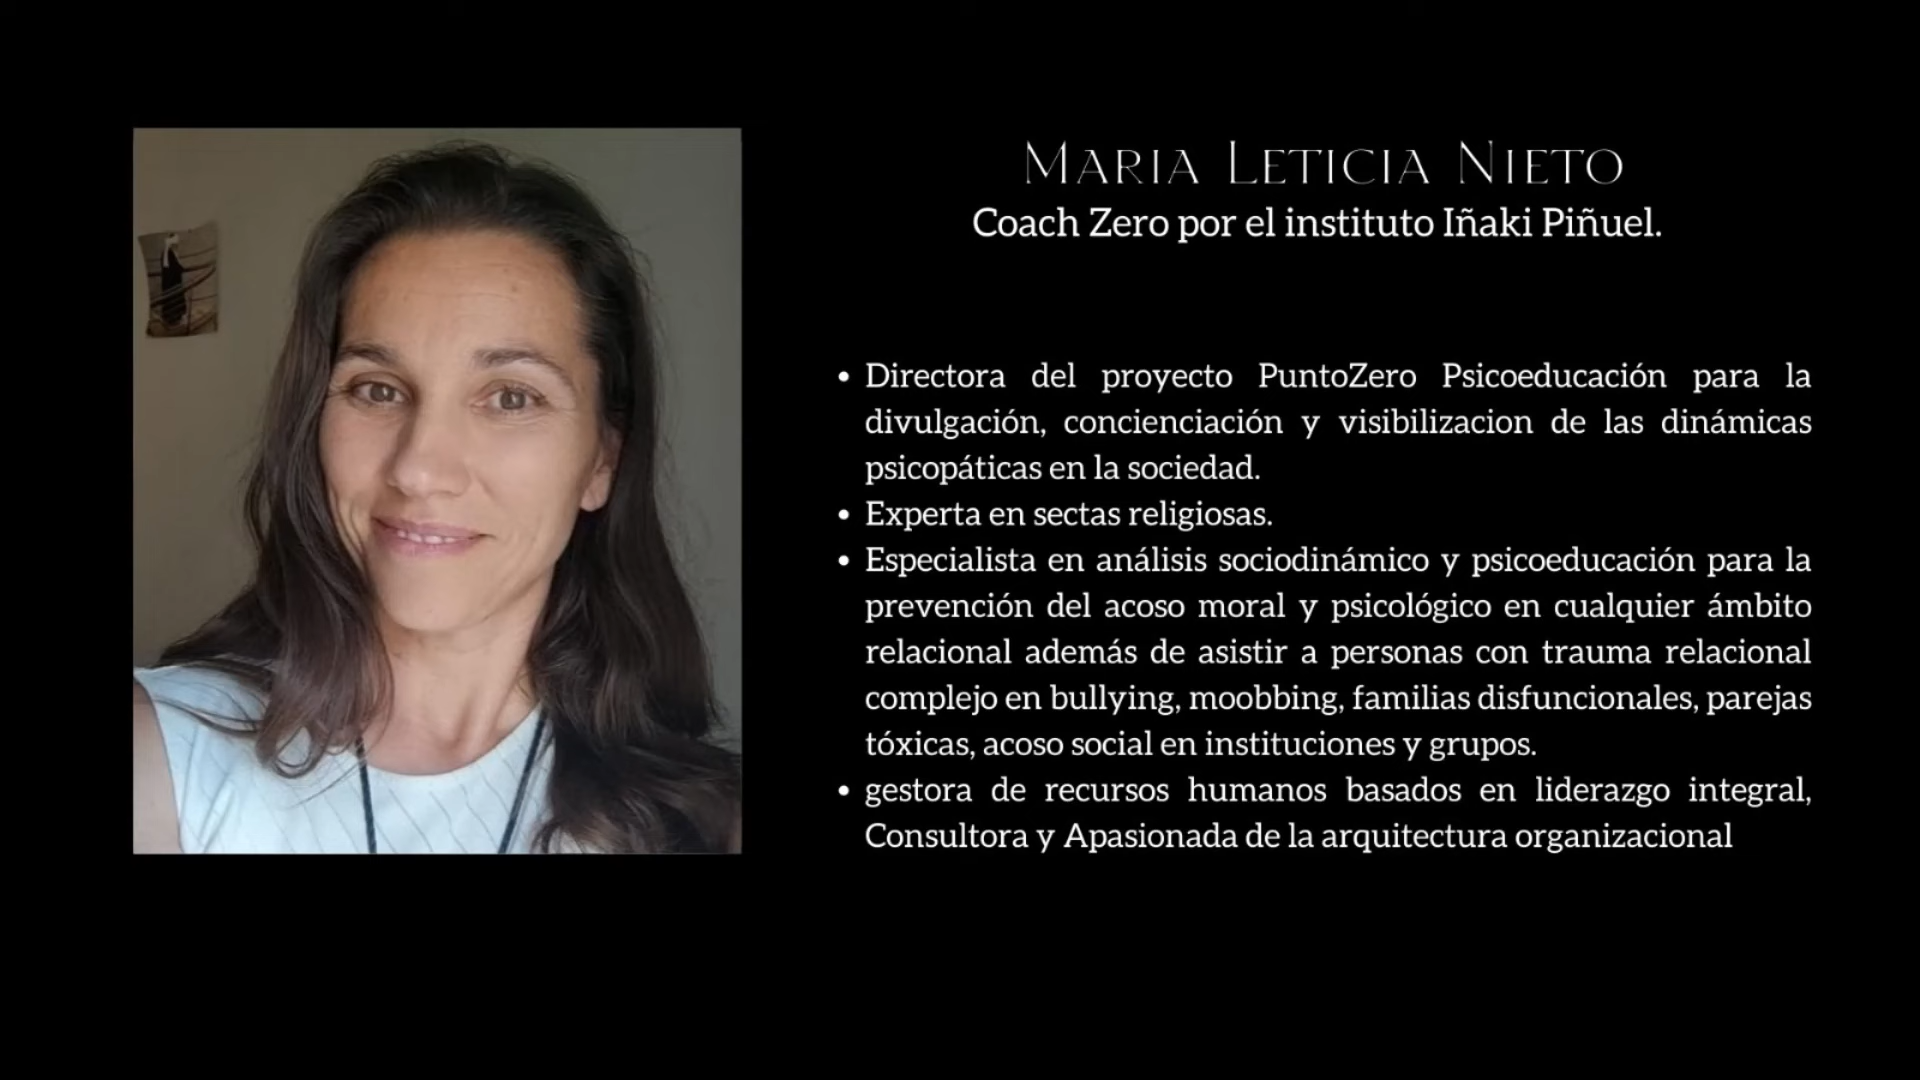 MARIA LETICIA NIETO
Coach Zero por el instituto Iñaki Piñuel.
• Directora del proyecto PuntoZero Psicoeducación para la
divulgación, concienciación y visibilizacion de las dinámicas
psicopáticas en la sociedad.
• Experta en sectas religiosas.
• Especialista en análisis sociodinámico y psicoeducación para la
prevención del acoso moral y psicológico en cualquier ámbito
relacional además de asistir a personas con trauma relacional
complejo en bullying, moobbing, familias disfuncionales, parejas
tóxicas, acoso social en instituciones y grupos.
• gestora de recursos humanos basados en liderazgo integral,
Consultora y Apasionada de la arquitectura organizacional